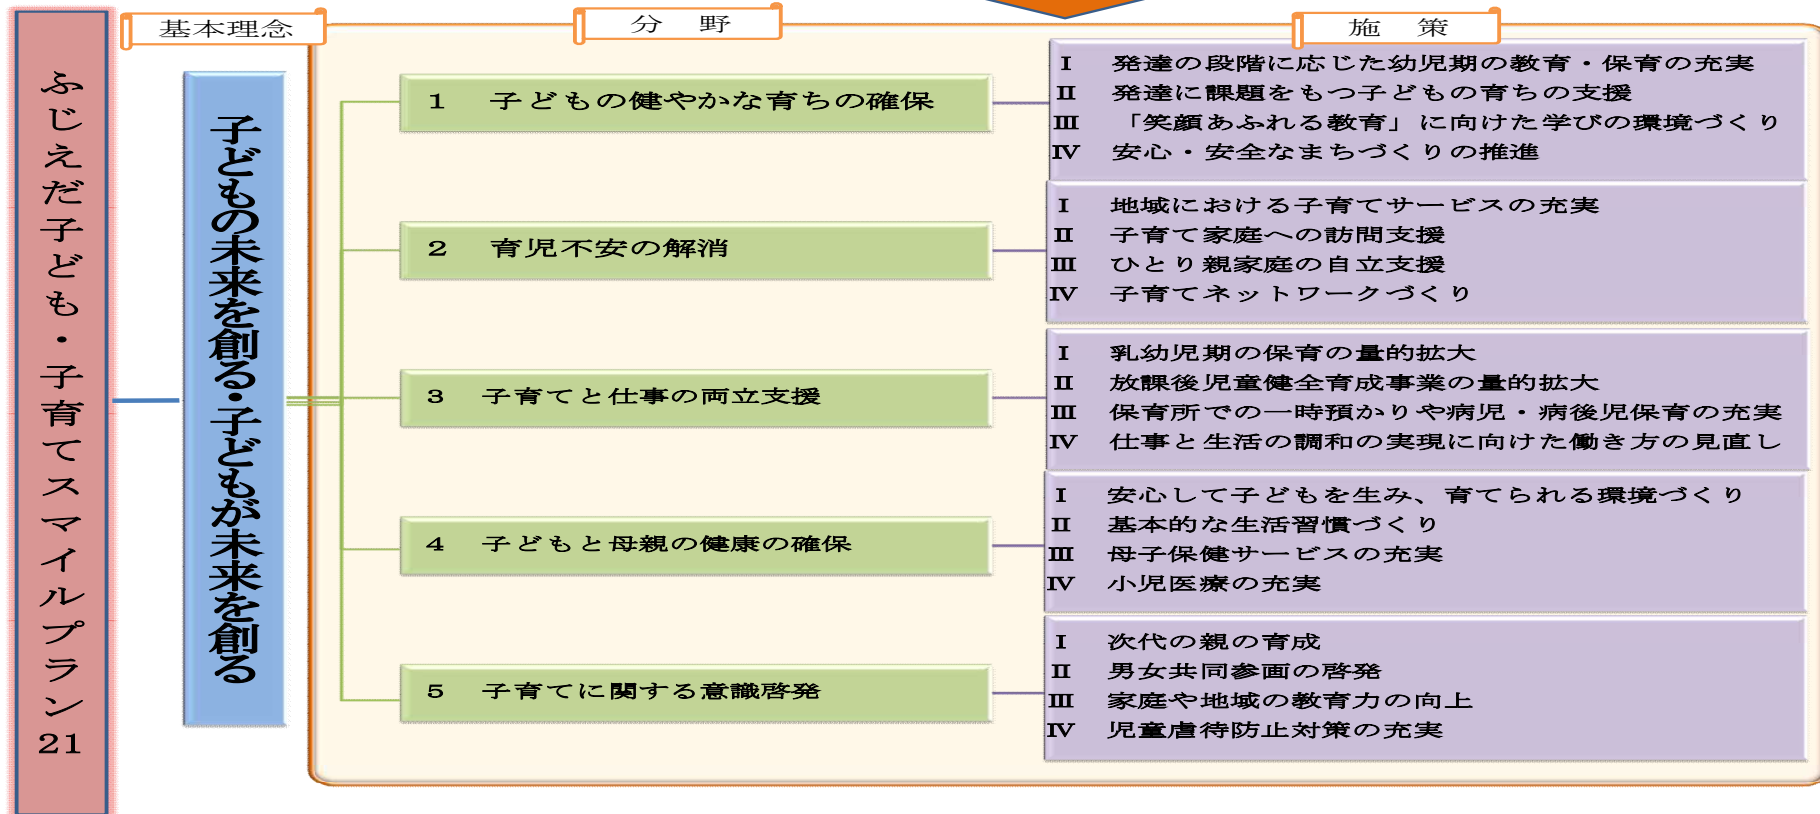 ふじえだ子ども・子育てスマイルプラン21
基本理念
子どもの未来を創る・子どもが未来を創る
分 野
施 策
1 子どもの健やかな育ちの確保
Ⅰ 発達の段階に応じた幼児期の教育・保育の充実
Ⅱ 発達に課題をもつ子どもの育ちの支援
Ⅲ 「笑顔あふれる教育」に向けた学びの環境づくり
Ⅳ 安心・安全なまちづくりの推進
2 育児不安の解消
Ⅰ 地域における子育てサービスの充実
Ⅱ 子育て家庭への訪問支援
Ⅲ ひとり親家庭の自立支援
Ⅳ 子育てネットワークづくり
3 子育てと仕事の両立支援
Ⅰ 乳幼児期の保育の量的拡大
Ⅱ 放課後児童健全育成事業の量的拡大
Ⅲ 保育所での一時預かりや病児・病後児保育の充実
Ⅳ 仕事と生活の調和の実現に向けた働き方の見直し
4 子どもと母親の健康の確保
Ⅰ 安心して子どもを生み、育てられる環境づくり
Ⅱ 基本的な生活習慣づくり
Ⅲ 母子保健サービスの充実
Ⅳ 小児医療の充実
5 子育てに関する意識啓発
Ⅰ 次代の親の育成
Ⅱ 男女共同参画の啓発
Ⅲ 家庭や地域の教育力の向上
Ⅳ 児童虐待防止対策の充実